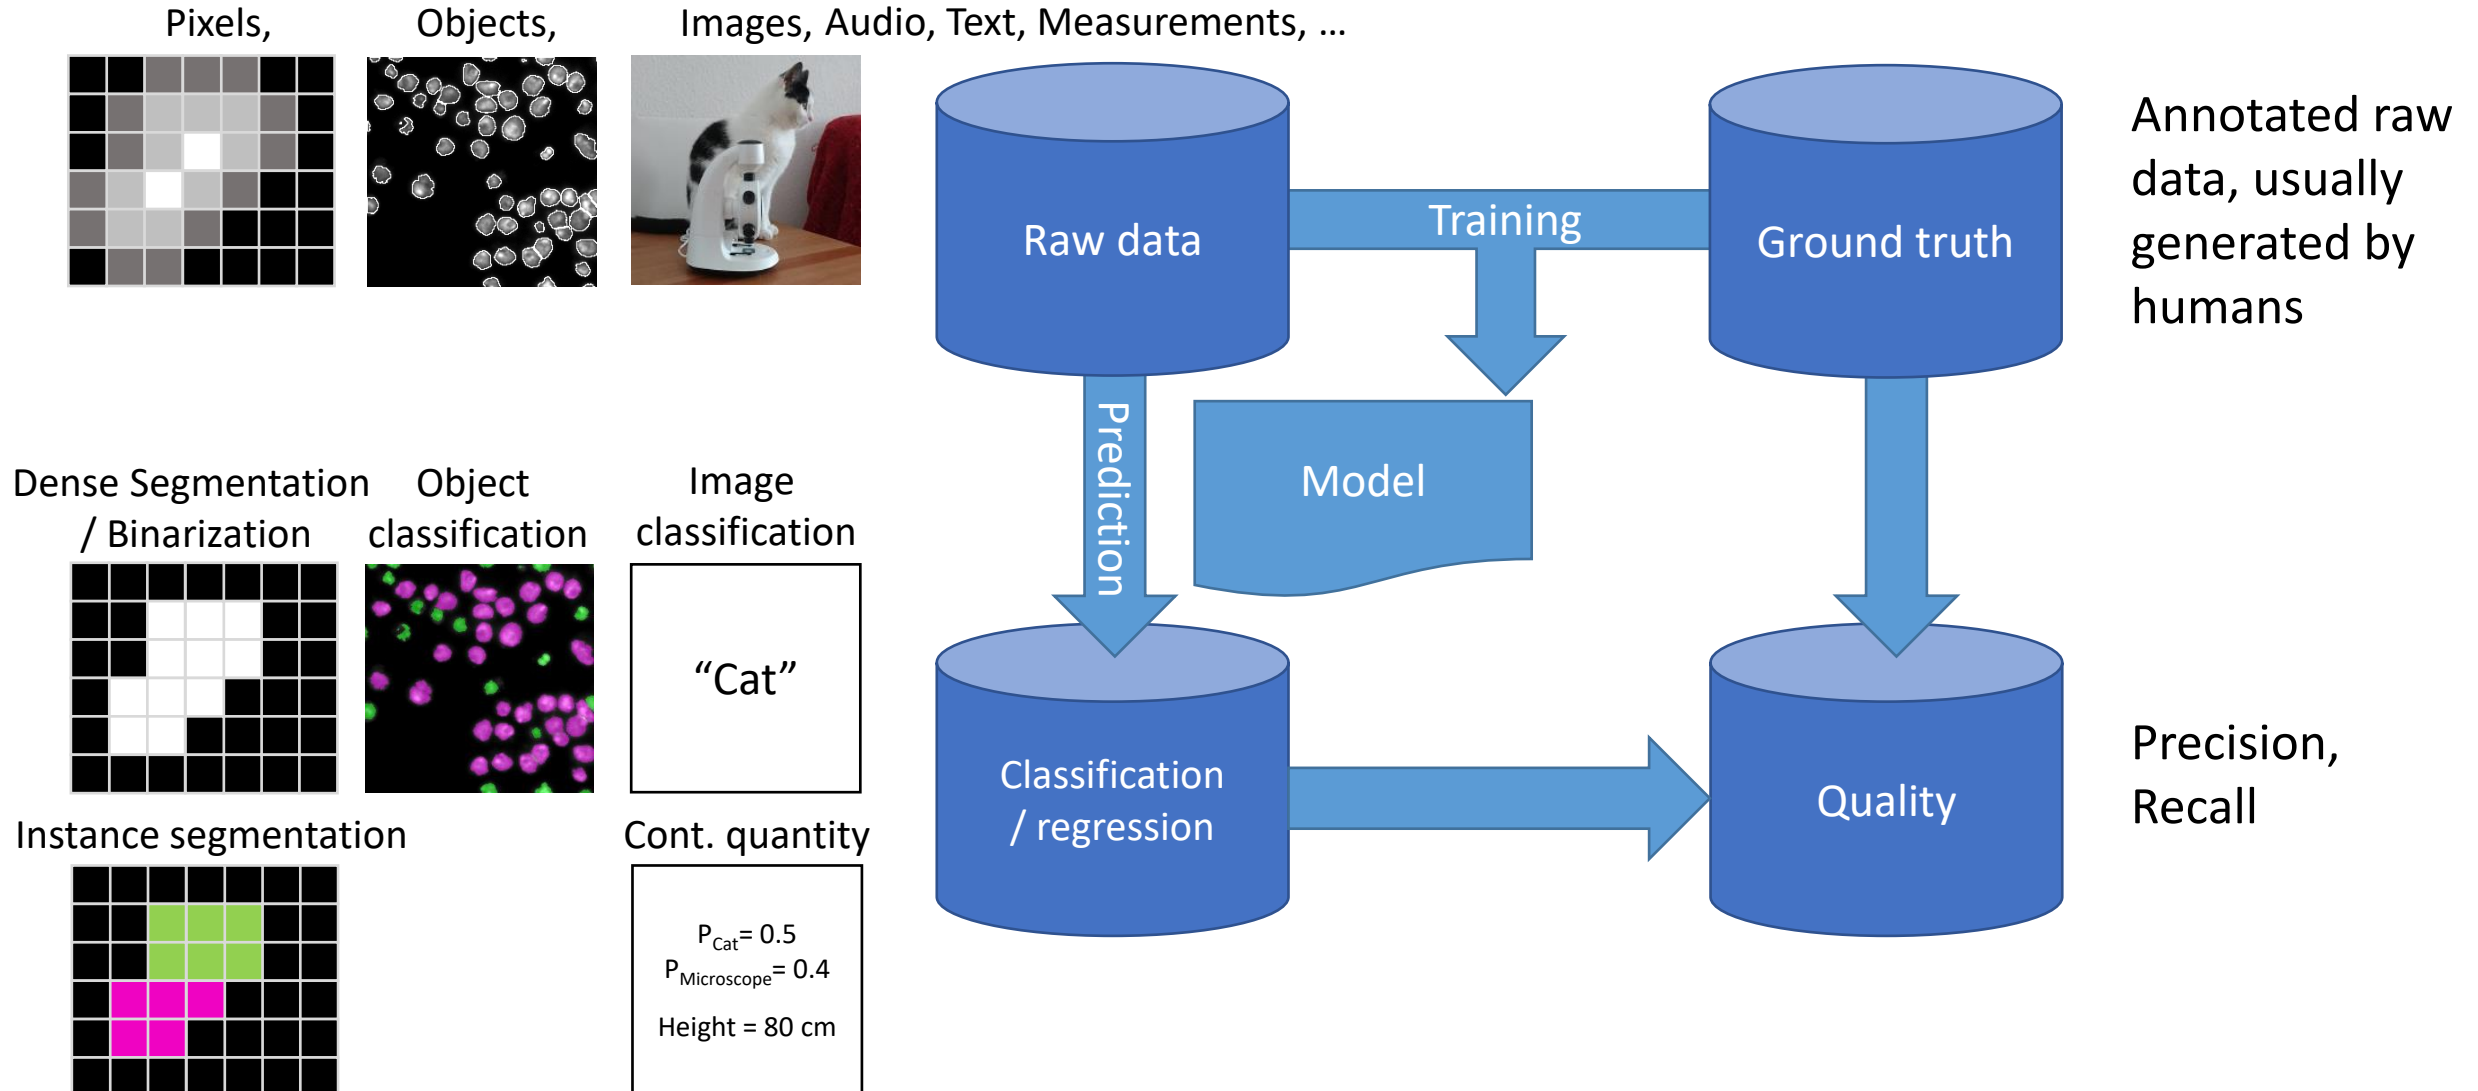 Pixels,
Objects,
Images, Audio, Text, Measurements, ...
Raw data
Training
Ground truth
Annotated raw
data, usually
generated by
humans
Prediction
Model
Dense Segmentation
/ Binarization
Object
classification
Image
classification
“Cat”
Instance segmentation
Cont. quantity
P_Cat= 0.5
P_Microscope= 0.4
Height = 80 cm
Classification
/ regression
Quality
Precision,
Recall